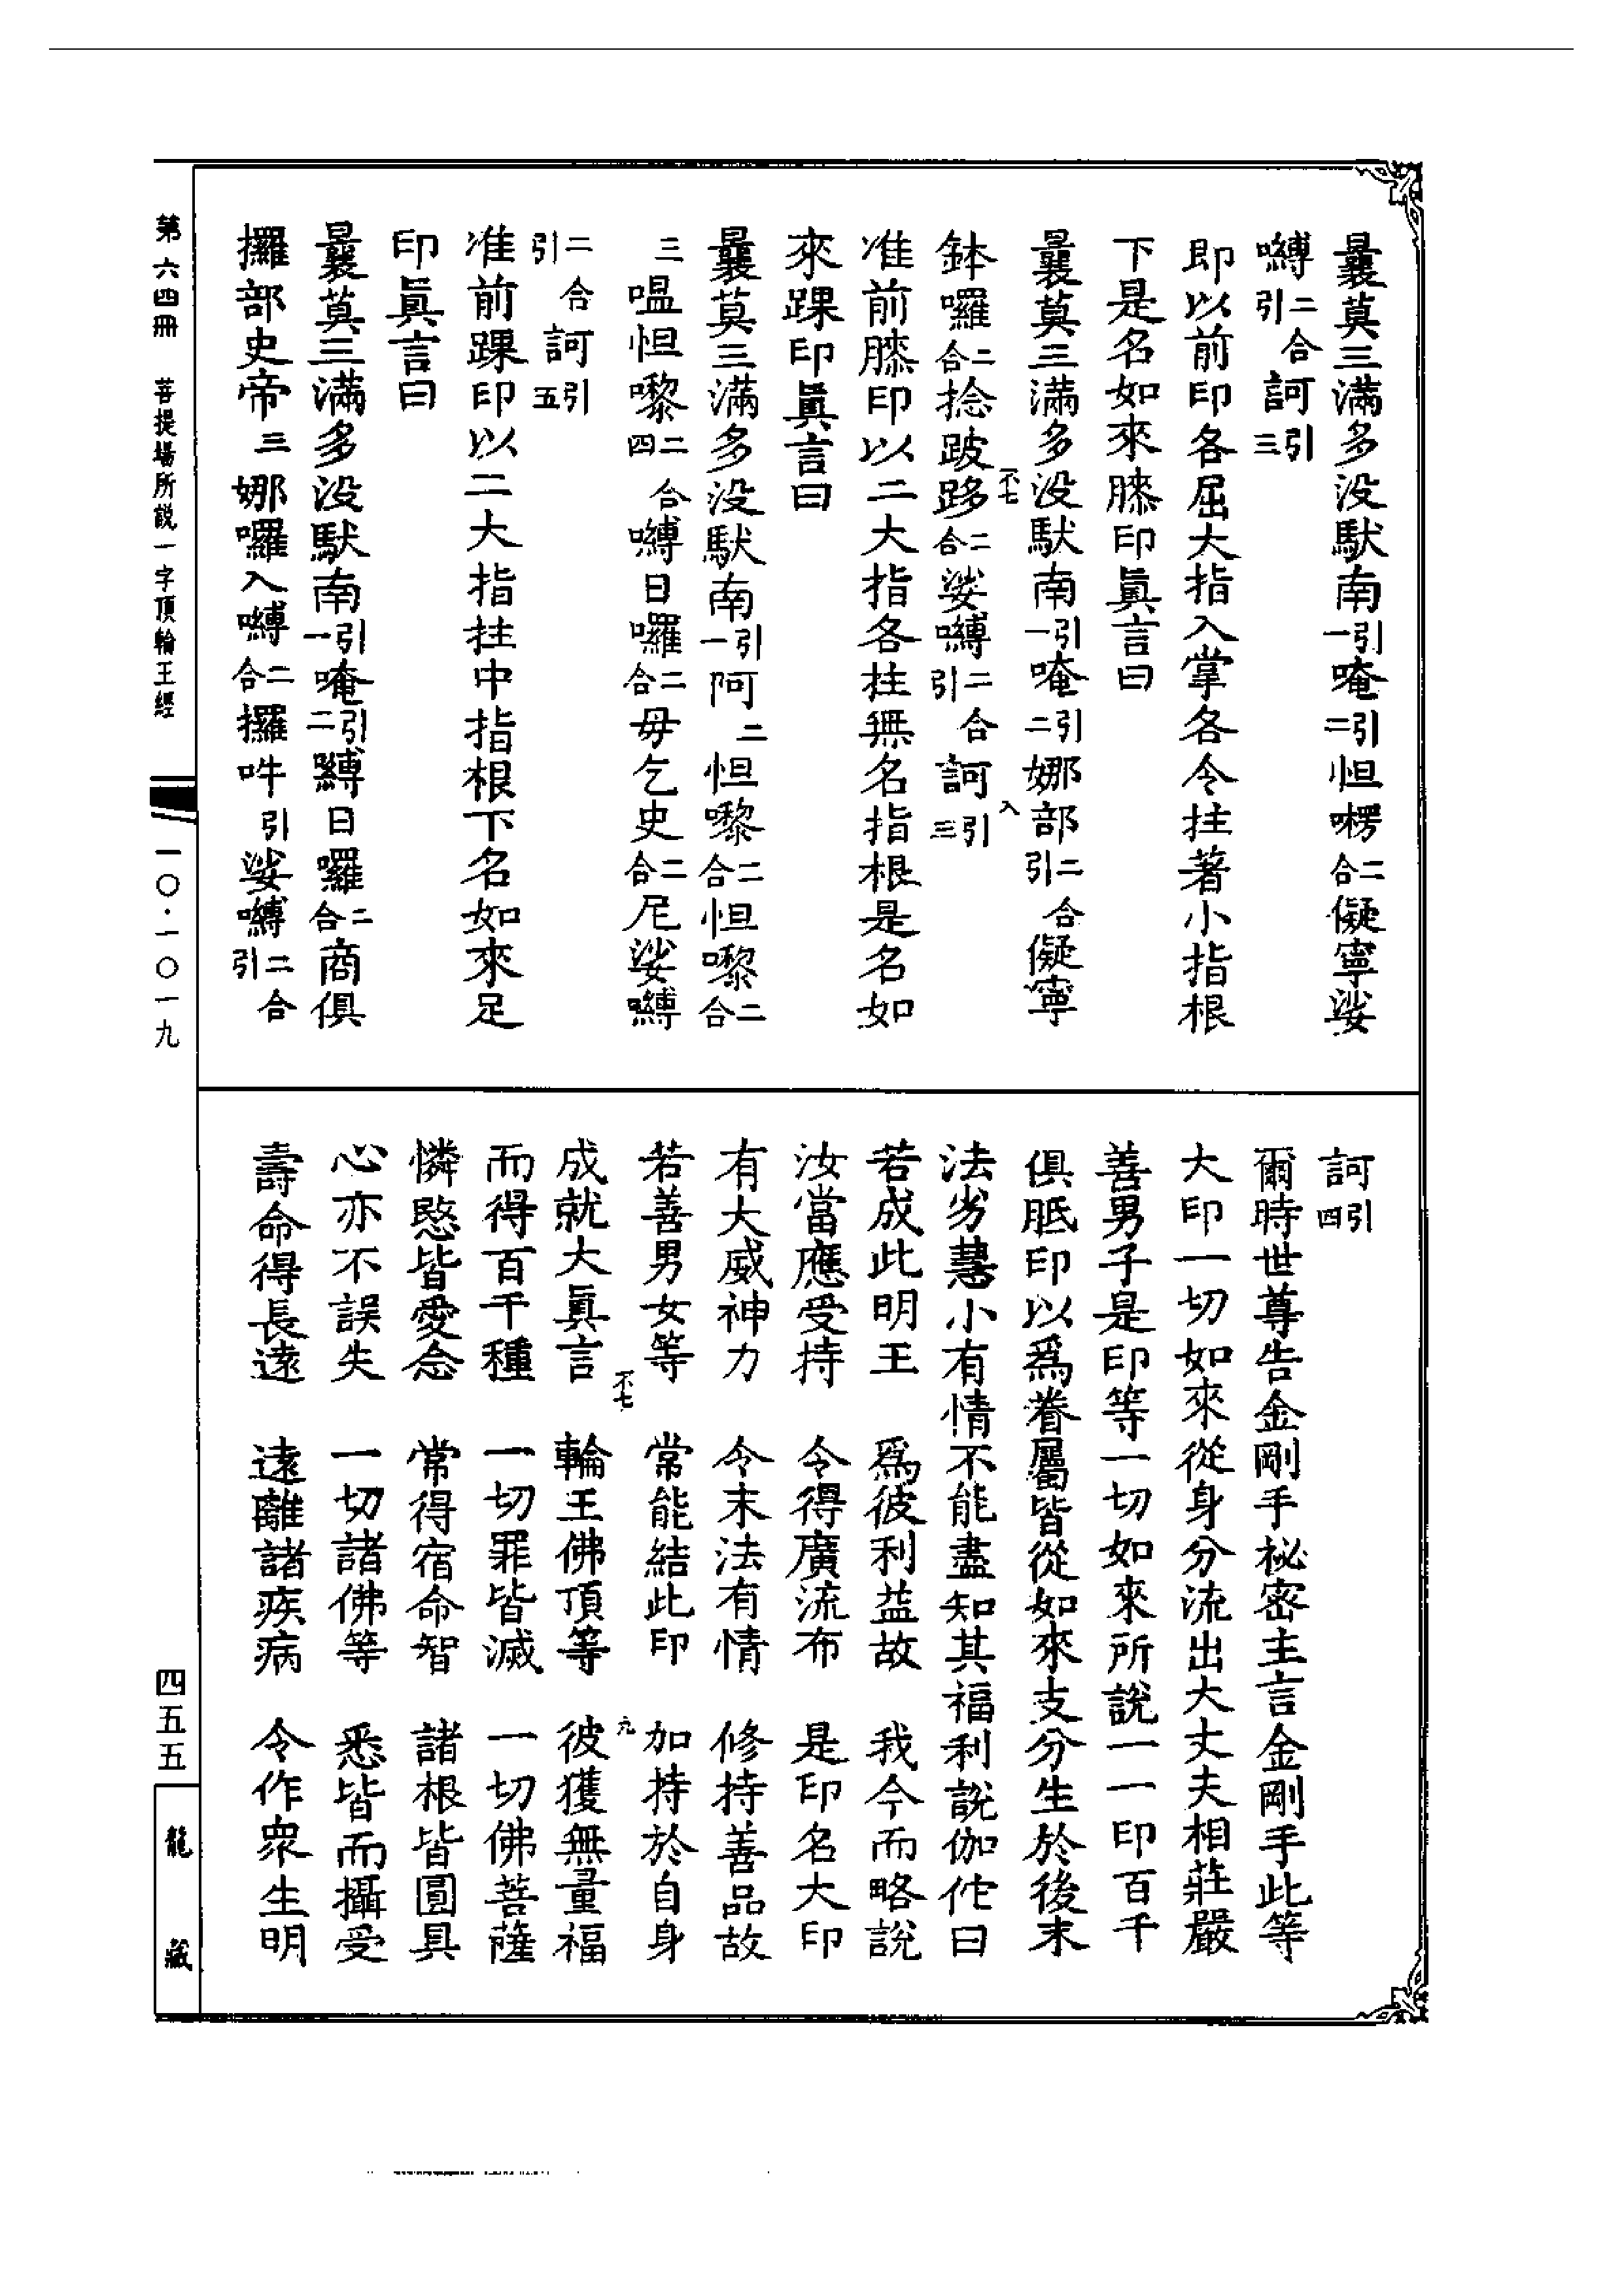 曩莫三滿多没馱南引一唵引二怛楞二合儗寧娑
嚩二合引訶引三
即以前印各屈大指入掌各令拄著小指根
下是名如來膝印眞言曰
曩莫三滿多没馱南引一唵引二娜部二合引儗寧
鉢囉二合捻跛跢二合娑嚩二合引訶引三
准前膝印以二大指各拄無名指根是名如
來踝印眞言曰
曩莫三滿多没馱南引一阿二怛嚟二合怛嚟二合
三嗢怛嚟二合四嚩日囉二合毋乞史二合尼娑嚩
二合引訶引五
准前踝印以二大指拄中指根下名如來足
印眞言曰
曩莫三滿多没馱南引一唵引二嚩日囉二合商俱
攞部史帝三娜囉入嚩二合攞吽引娑嚩二合引
訶引四
爾時世尊告金剛手祕密主言金剛手此等
大印一切如來從身分流出大丈夫相莊嚴
善男子是印等一切如來所說一一印百千
俱胝印以爲眷屬皆從如來支分生於後末
法劣慧小有情不能盡知其福利說伽佗曰
若成此明王　爲彼利益故　我今而略說
汝當應受持　令得廣流布　是印名大印
有大威神力　令末法有情　修持善品故
若善男女等　常能結此印　加持於自身
成就大眞言　輪王佛頂等　彼獲無量福
而得百千種　一切罪皆滅　一切佛菩薩
憐愍皆愛念　常得宿命智　諸根皆圓具
心亦不誤失　一切諸佛等　悉皆而攝受
壽命得長遠　遠離諸疾病　令作衆生明
第六四冊　菩提場所說一字頂輪王經
一〇・一〇一九
四五五
龍藏